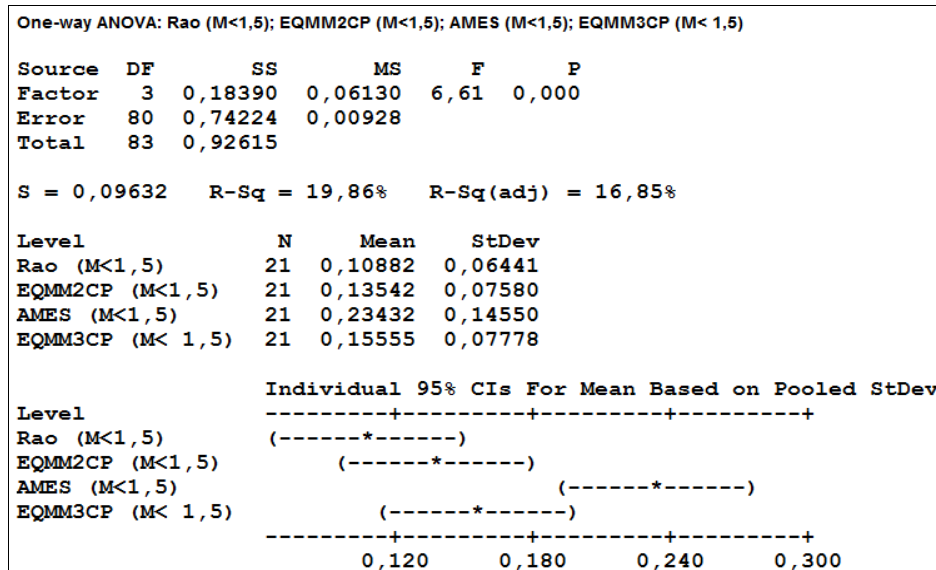 One-way ANOVA: Rao (M<1,5); EQMM2CP (M<1,5); AMES (M<1,5); EQMM3CP (M< 1,5)
Source  DF       SS       MS     F      P
Factor   3  0,18390  0,06130  6,61  0,000
Error   80  0,74224  0,00928
Total   83  0,92615
S = 0,09632   R-Sq = 19,86%   R-Sq(adj) = 16,85%
Level              N     Mean    StDev
Rao (M<1,5)       21  0,10882  0,06441
EQMM2CP (M<1,5)   21  0,13542  0,07580
AMES (M<1,5)      21  0,23432  0,14550
EQMM3CP (M< 1,5)  21  0,15555  0,07778
Individual 95% CIs For Mean Based on Pooled StDev
Level             ---------+---------+---------+---------+
Rao (M<1,5)       (------*------)
EQMM2CP (M<1,5)        (------*------)
AMES (M<1,5)                           (------*------)
EQMM3CP (M< 1,5)          (------*------)
                  ---------+---------+---------+---------+
                         0,120     0,180     0,240     0,300